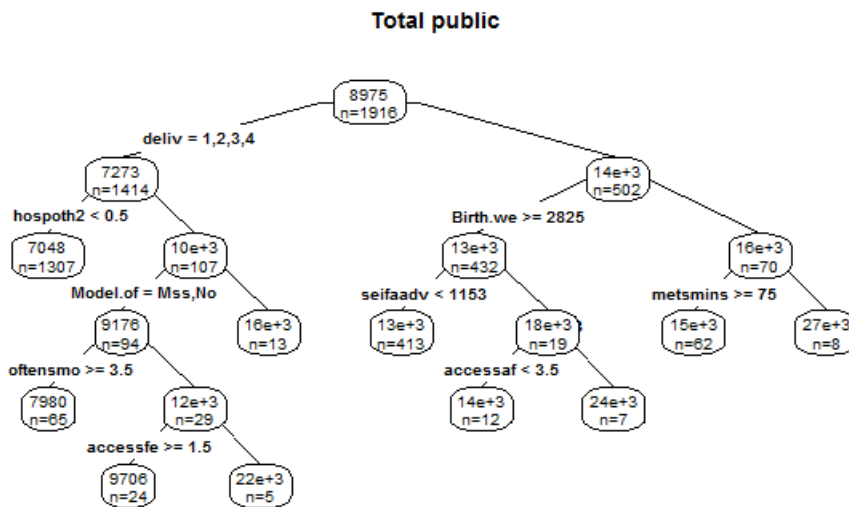 Total public
8975
n=1916
deliv = 1,2,3,4
7273
n=1414
14e+3
n=502
hospoth2 < 0.5
Birth.we >= 2825
7048
n=1307
10e+3
n=107
13e+3
n=432
16e+3
n=70
Model.of = Mss,No
seifaadv < 1153
metsmins >= 75
9176
n=94
16e+3
n=13
13e+3
n=413
18e+3
n=19
15e+3
n=62
27e+3
n=8
oftensmo >= 3.5
accessaf < 3.5
7980
n=65
12e+3
n=29
14e+3
n=12
24e+3
n=7
accessfe >= 1.5
9706
n=24
22e+3
n=5